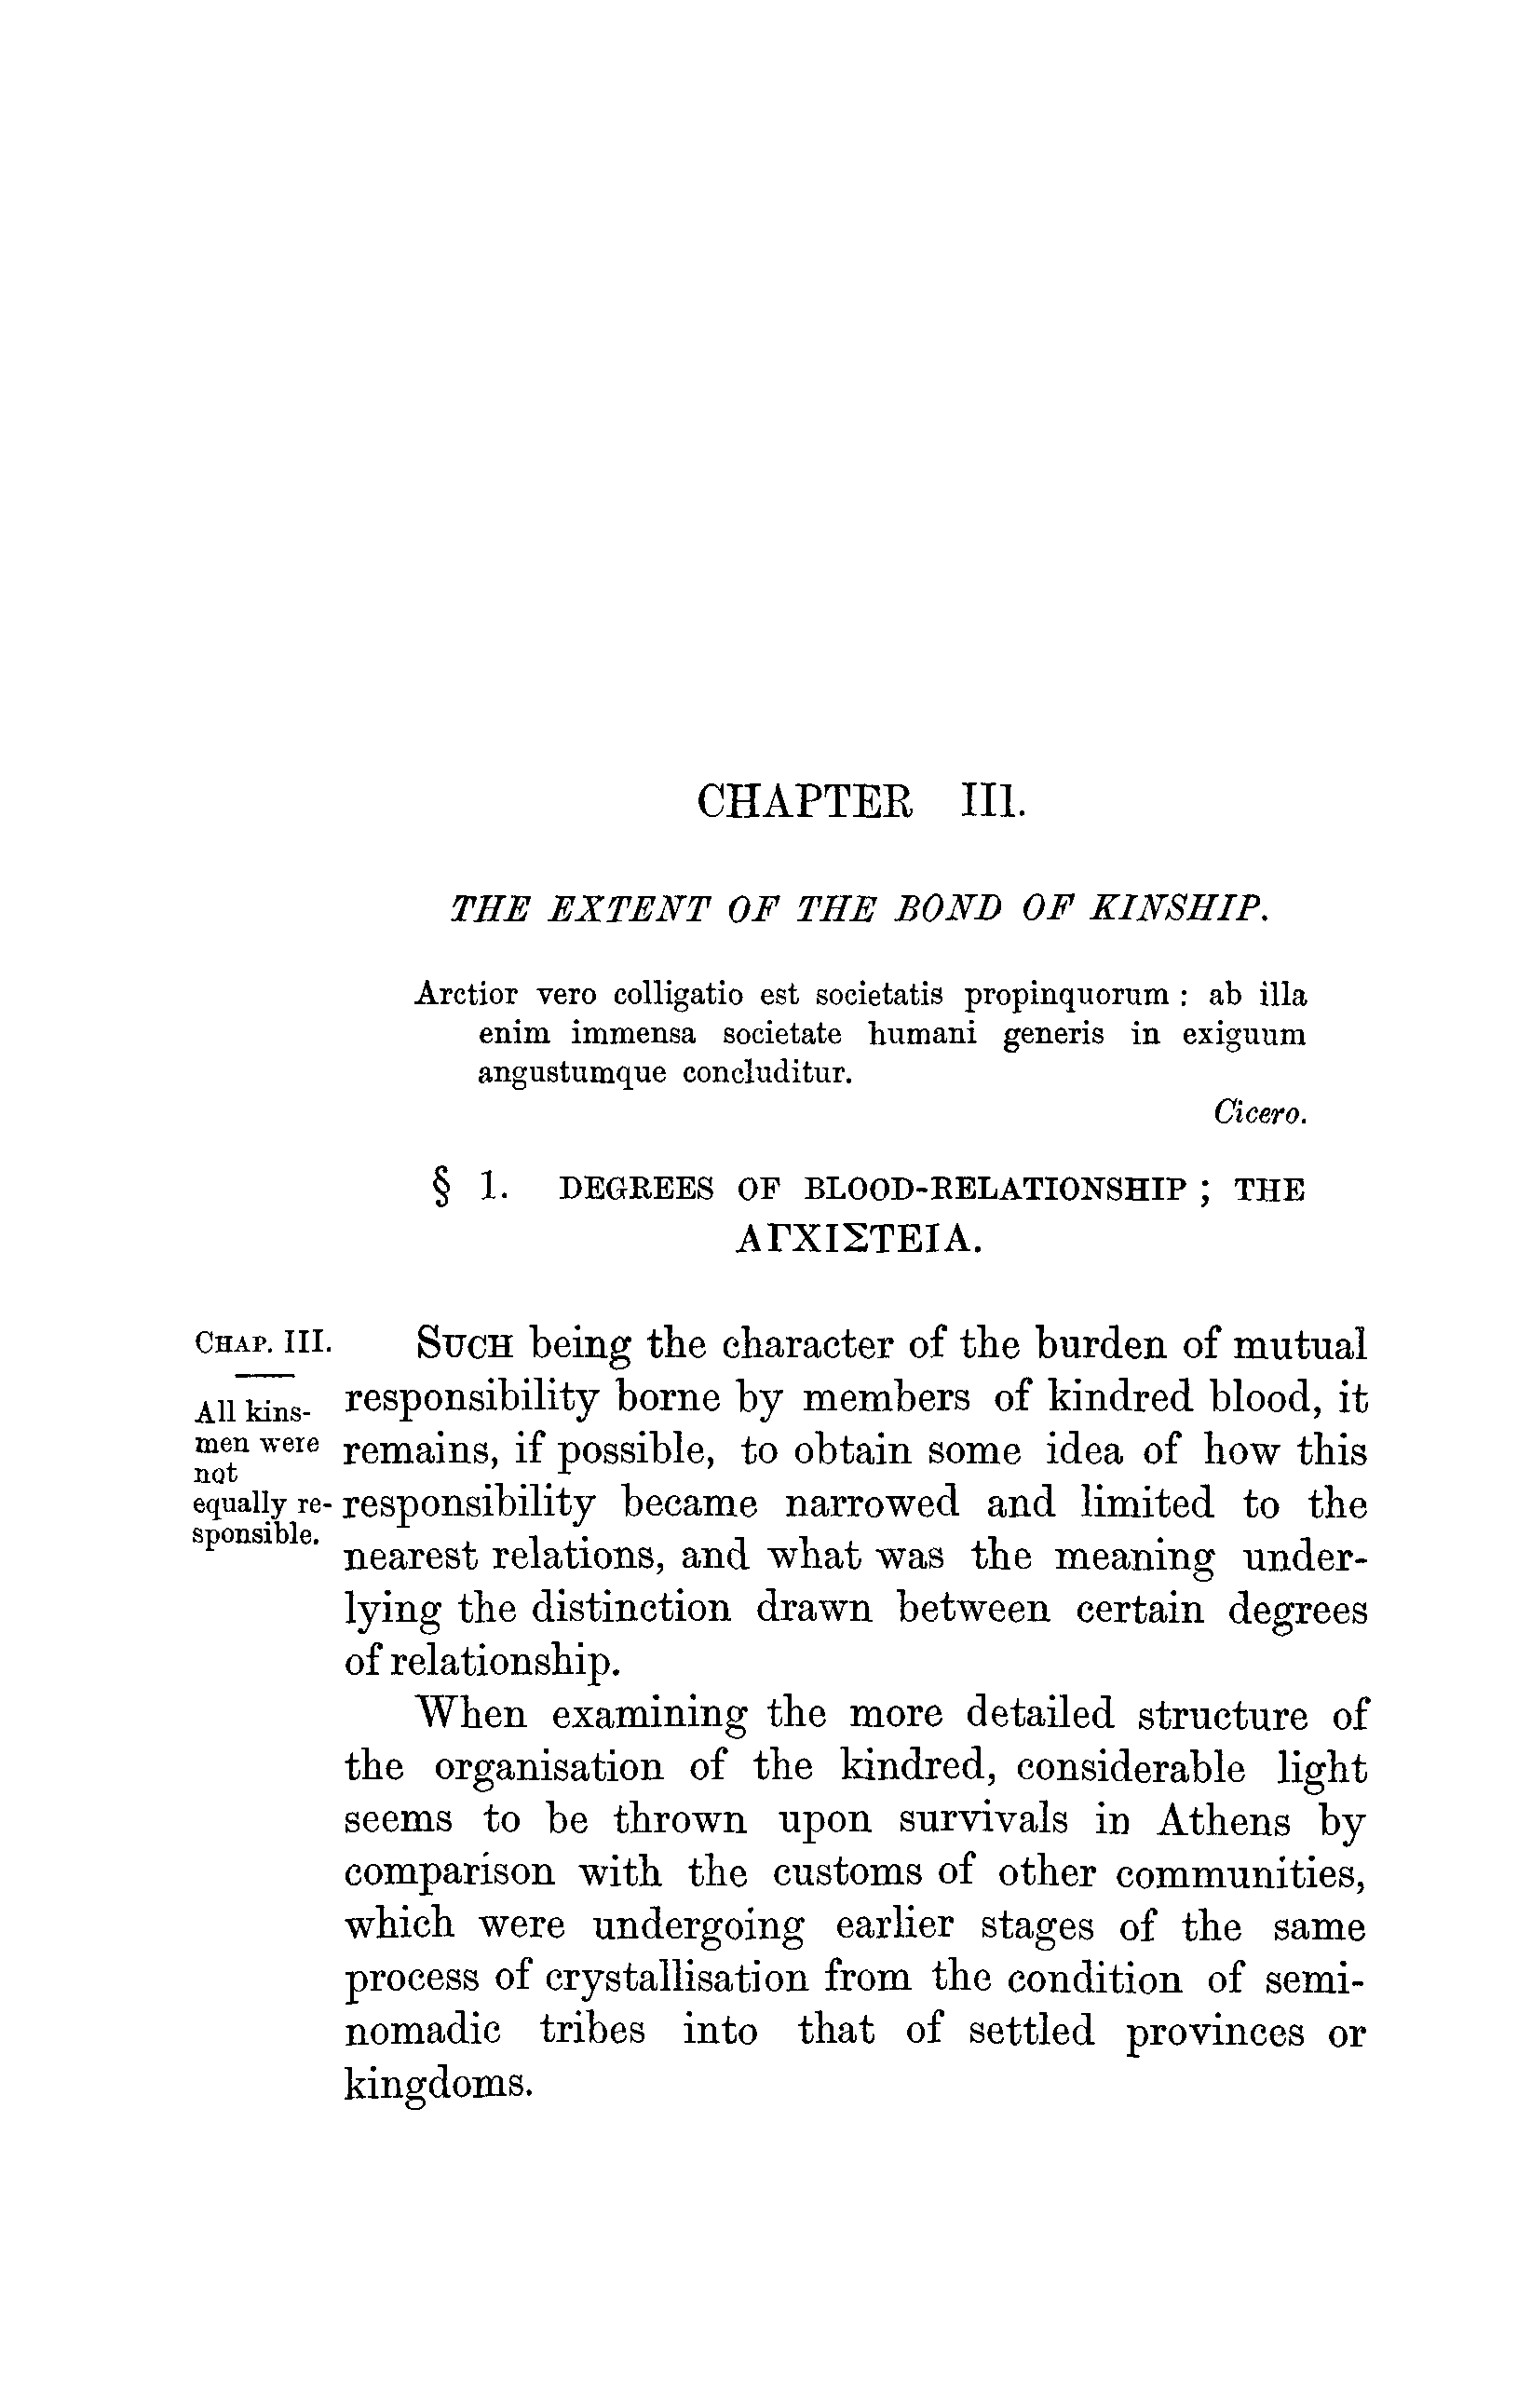 CHAPTER III.
THE EXTENT OF THE BOND OF KINSHIP.
Arctior vero colligatio est societatis propinquorum : ab illa
enim immensa societate humani generis in exiguum
angustumque concluditur.
Cicero.
§ 1. DEGREES OF BLOOD-RELATIONSHIP ; THE
ΑΓΧΙΣΤΕΙΑ.
CHAP. III.
All kins-
men were
not
equally re-
sponsible.
SUCH being the character of the burden of mutual
responsibility borne by members of kindred blood, it
remains, if possible, to obtain some idea of how this
responsibility became narrowed and limited to the
nearest relations, and what was the meaning under-
lying the distinction drawn between certain degrees
of relationship.
When examining the more detailed structure of
the organisation of the kindred, considerable light
seems to be thrown upon survivals in Athens by
comparison with the customs of other communities,
which were undergoing earlier stages of the same
process of crystallisation from the condition of semi-
nomadic tribes into that of settled provinces or
kingdoms.